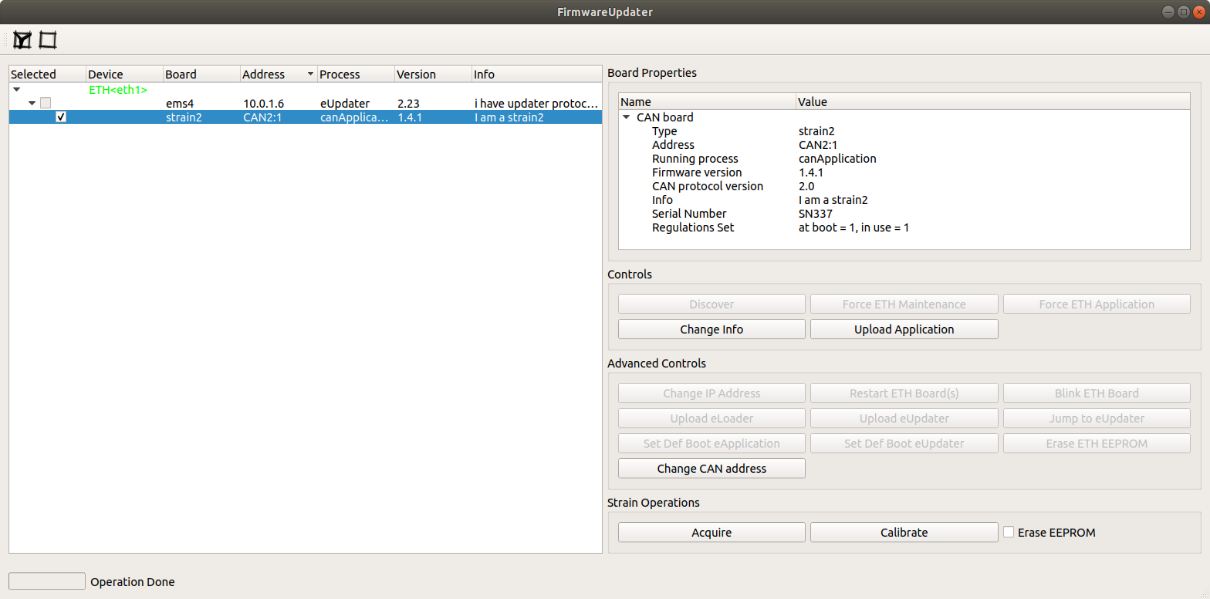 FirmwareUpdater
Selected Device Board Address Process Version Info
ETH<eth1>
ems4 10.0.1.6 eUpdater 2.23 i have updater protoc...
strain2 CAN2:1 canApplica... 1.4.1 I am a strain2
Board Properties
Name Value
CAN board
Type strain2
Address CAN2:1
Running process canApplication
Firmware version 1.4.1
CAN protocol version 2.0
Info I am a strain2
Serial Number SN337
Regulations Set at boot = 1, in use = 1
Controls
Discover Force ETH Maintenance Force ETH Application
Change Info Upload Application
Advanced Controls
Change IP Address Restart ETH Board(s) Blink ETH Board
Upload eLoader Upload eUpdater Jump to eUpdater
Set Def Boot eApplication Set Def Boot eUpdater Erase ETH EEPROM
Change CAN address
Strain Operations
Acquire Calibrate Erase EEPROM
Operation Done